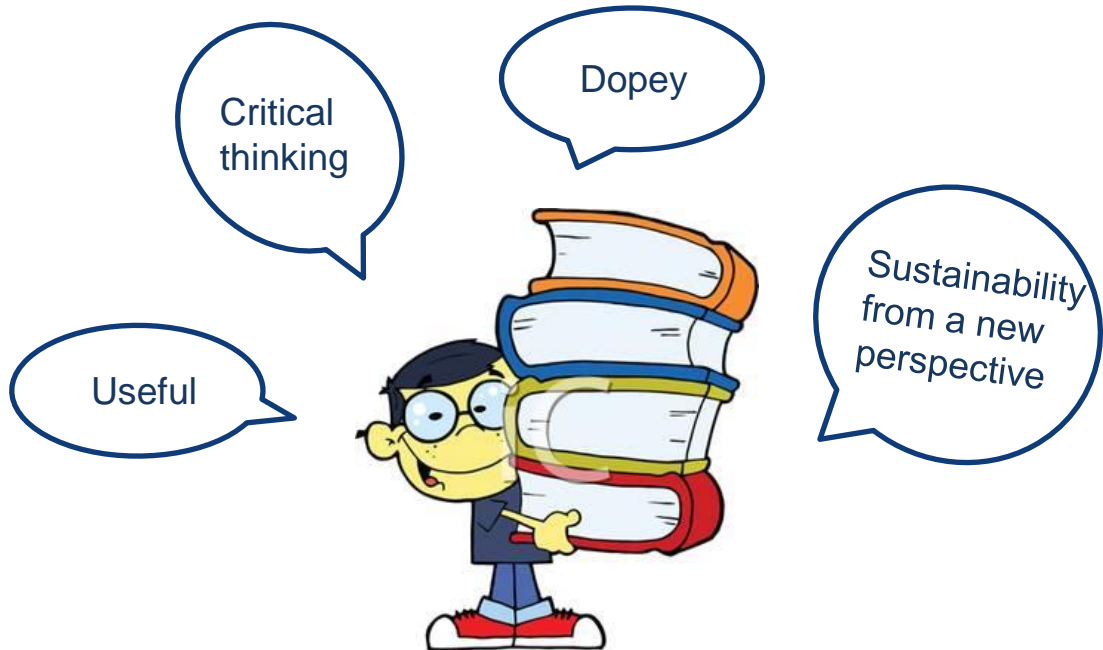 Dopey
Critical
thinking
Sustainability
from a new
perspective
Useful